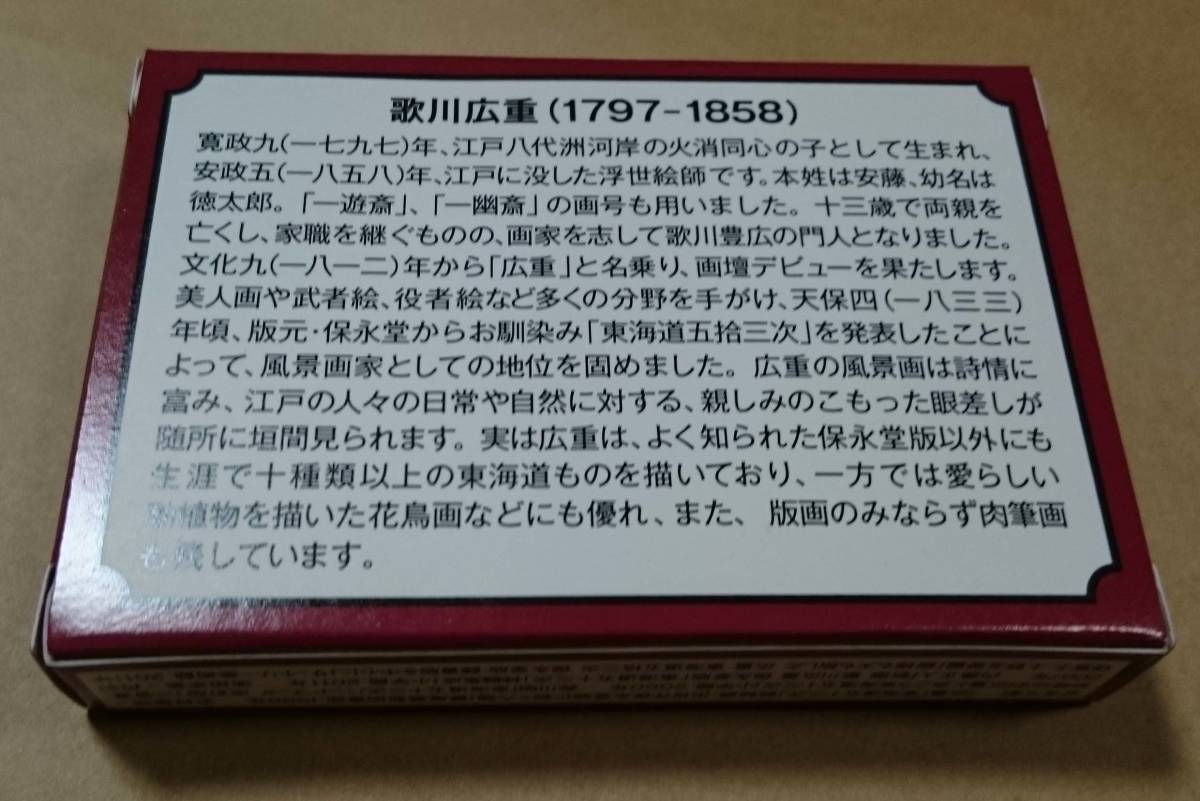 歌川広重(1797-1858)
寛政九(一七九七)年、江戸八代洲河岸の火消同心の子として生まれ、
安政五(一八五八)年、江戸に没した浮世絵師です。本姓は安藤、幼名は
徳太郎。「一遊斎」、「一幽斎」の画号も用いました。十三歳で両親を
亡くし、家職を継ぐものの、画家を志して歌川豊広の門人となりました。
文化九(一八一二)年から「広重」と名乗り、画壇デビューを果たします。
美人画や武者絵、役者絵など多くの分野を手がけ、天保四(一八三三)
年頃、版元・保永堂からお馴染み「東海道五拾三次」を発表したことに
よって、風景画家としての地位を固めました。広重の風景画は詩情に
富み、江戸の人々の日常や自然に対する、親しみのこもった眼差しが
随所に垣間見られます。実は広重は、よく知られた保永堂版以外にも
生涯で十種類以上の東海道ものを描いており、一方では愛らしい
動植物を描いた花鳥画などにも優れ、また、版画のみならず肉筆画
も残しています。